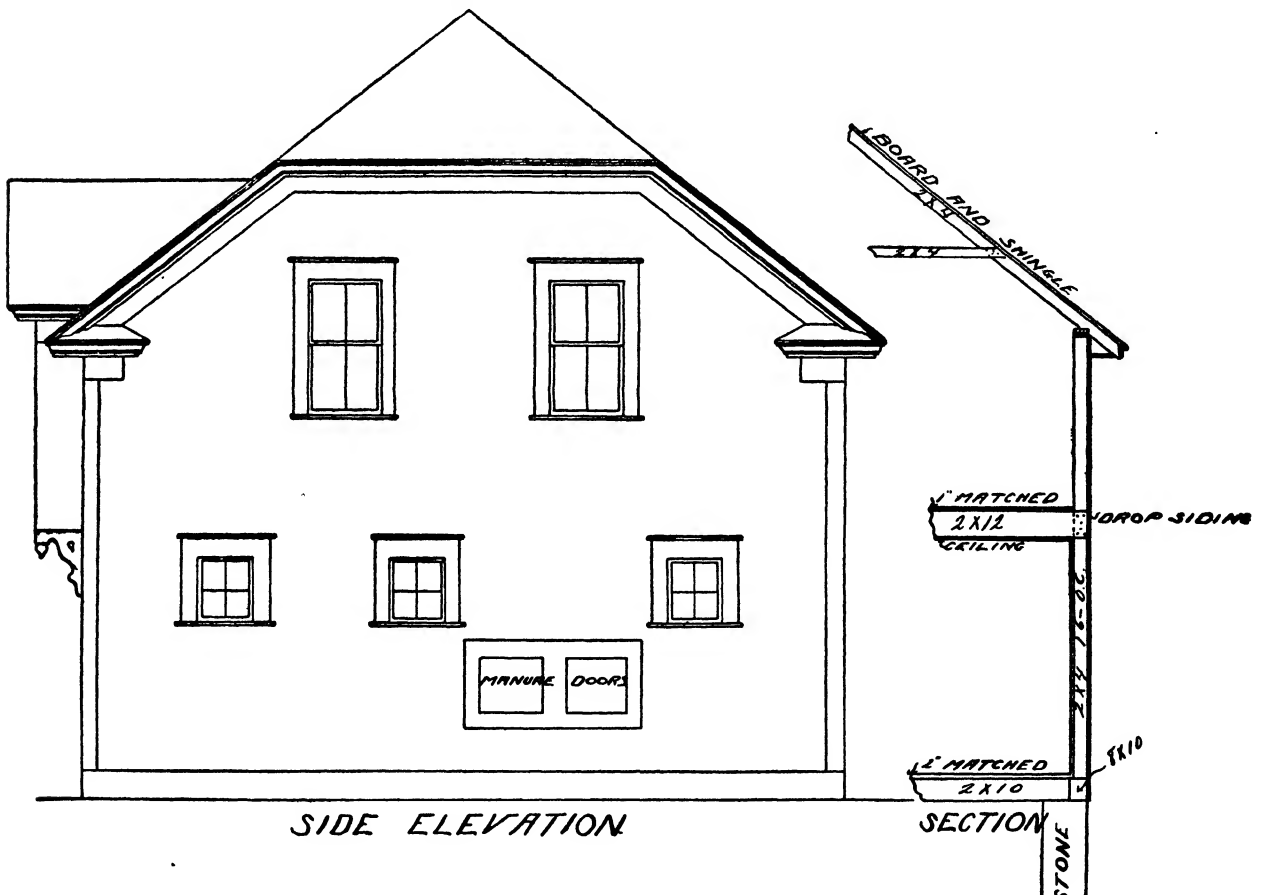 BOARD AND SHINGLE
2X4
2X4
1" MATCHED
2X12
DROP SIDING
CEILING
2X4 16-O.C.
MANURE DOORS
2" MATCHED
8X10
2X10
SIDE ELEVATION
SECTION
STONE